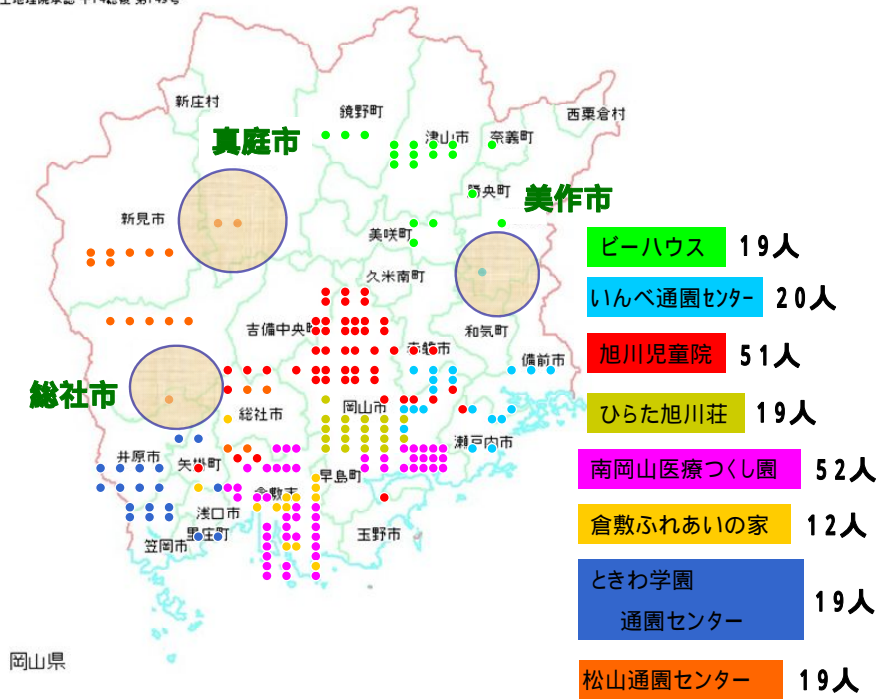 新庄村
鏡野町
津山市
奈義町
西粟倉村
真庭市
勝央町
美作市
新見市
美咲町
久米南町
吉備中央町
和気町
赤磐市
備前市
総社市
総社市
岡山市
瀬戸内市
井原市
矢掛町
早島町
倉敷市
浅口市
里庄町
笠岡市
玉野市
岡山県
ビーハウス 19人
いんべ通園センター 20人
旭川児童院 51人
ひらた旭川荘 19人
南岡山医療つくし園 52人
倉敷ふれあいの家 12人
ときわ学園
通園センター 19人
松山通園センター 19人